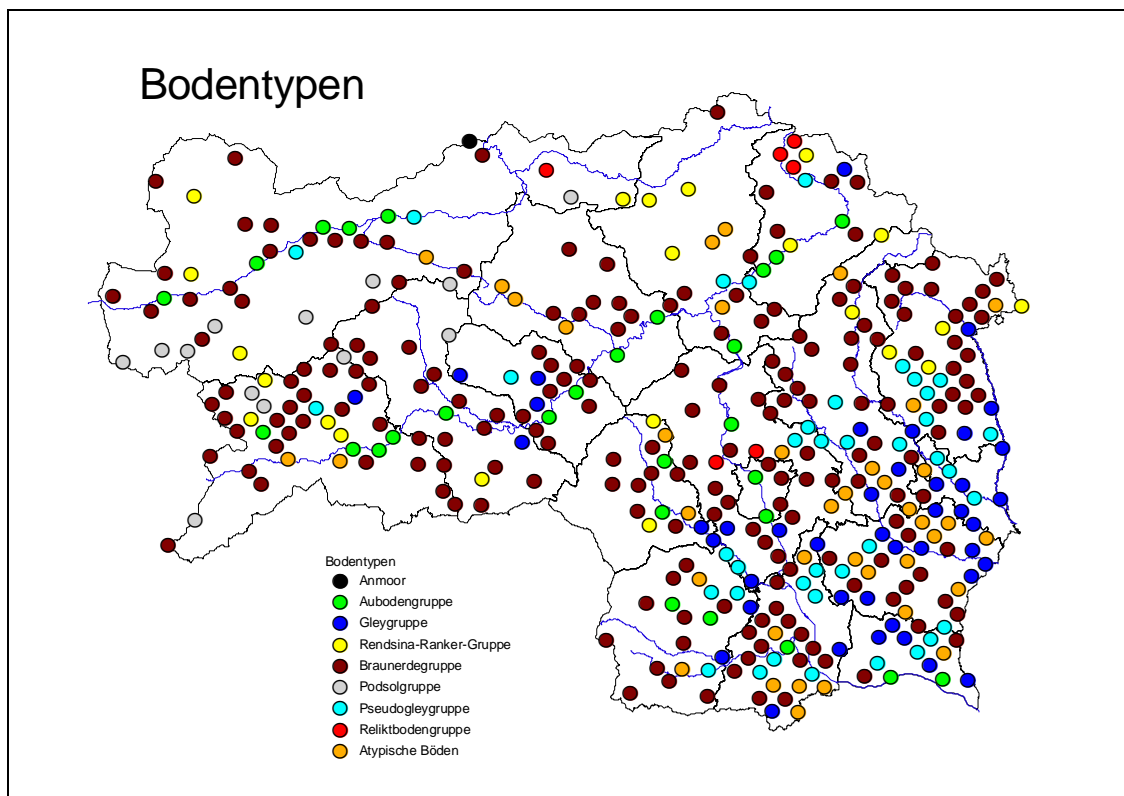 Bodentypen
Bodentypen
Anmoor
Aubodengruppe
Gleygruppe
Rendsina-Ranker-Gruppe
Braunerdegruppe
Podsolgruppe
Pseudogleygruppe
Reliktbodengruppe
Atypische Böden